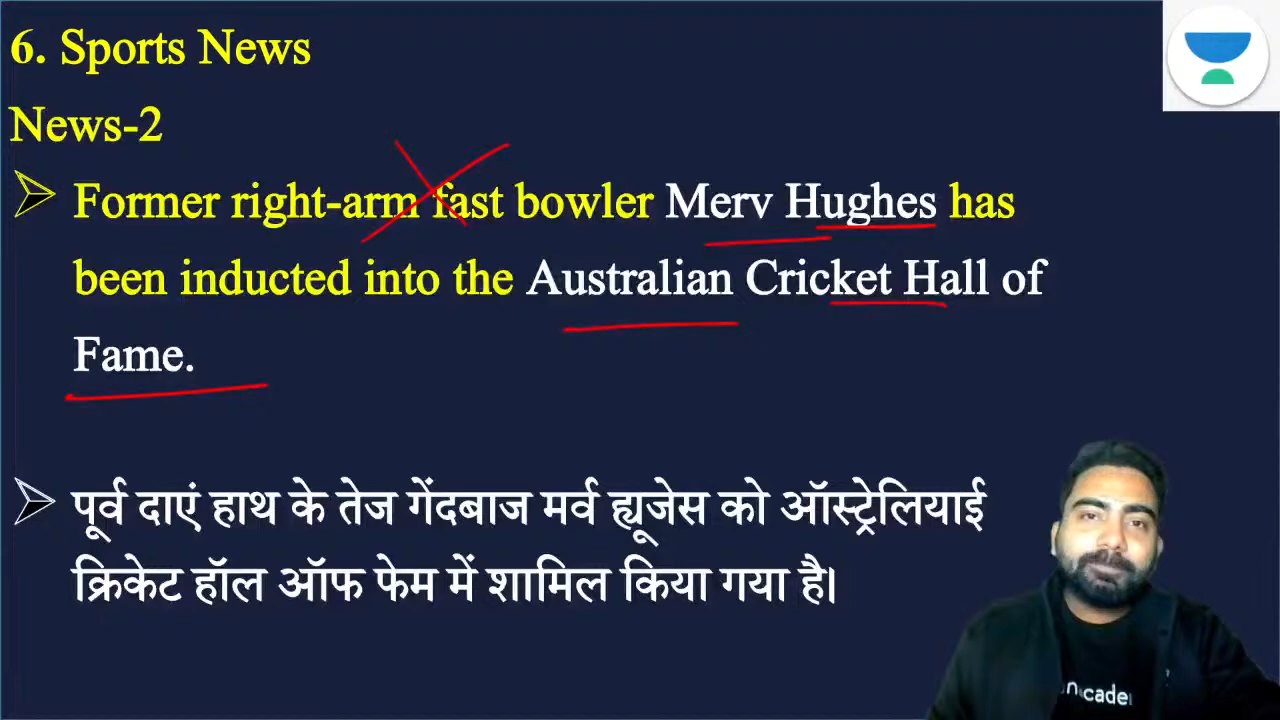 6. Sports News
News-2
Former right-arm fast bowler Merv Hughes has
been inducted into the Australian Cricket Hall of
Fame.
पूर्व दाएं हाथ के तेज गेंदबाज मर्व ह्यूजेस को ऑस्ट्रेलियाई
क्रिकेट हॉल ऑफ फेम में शामिल किया गया है।